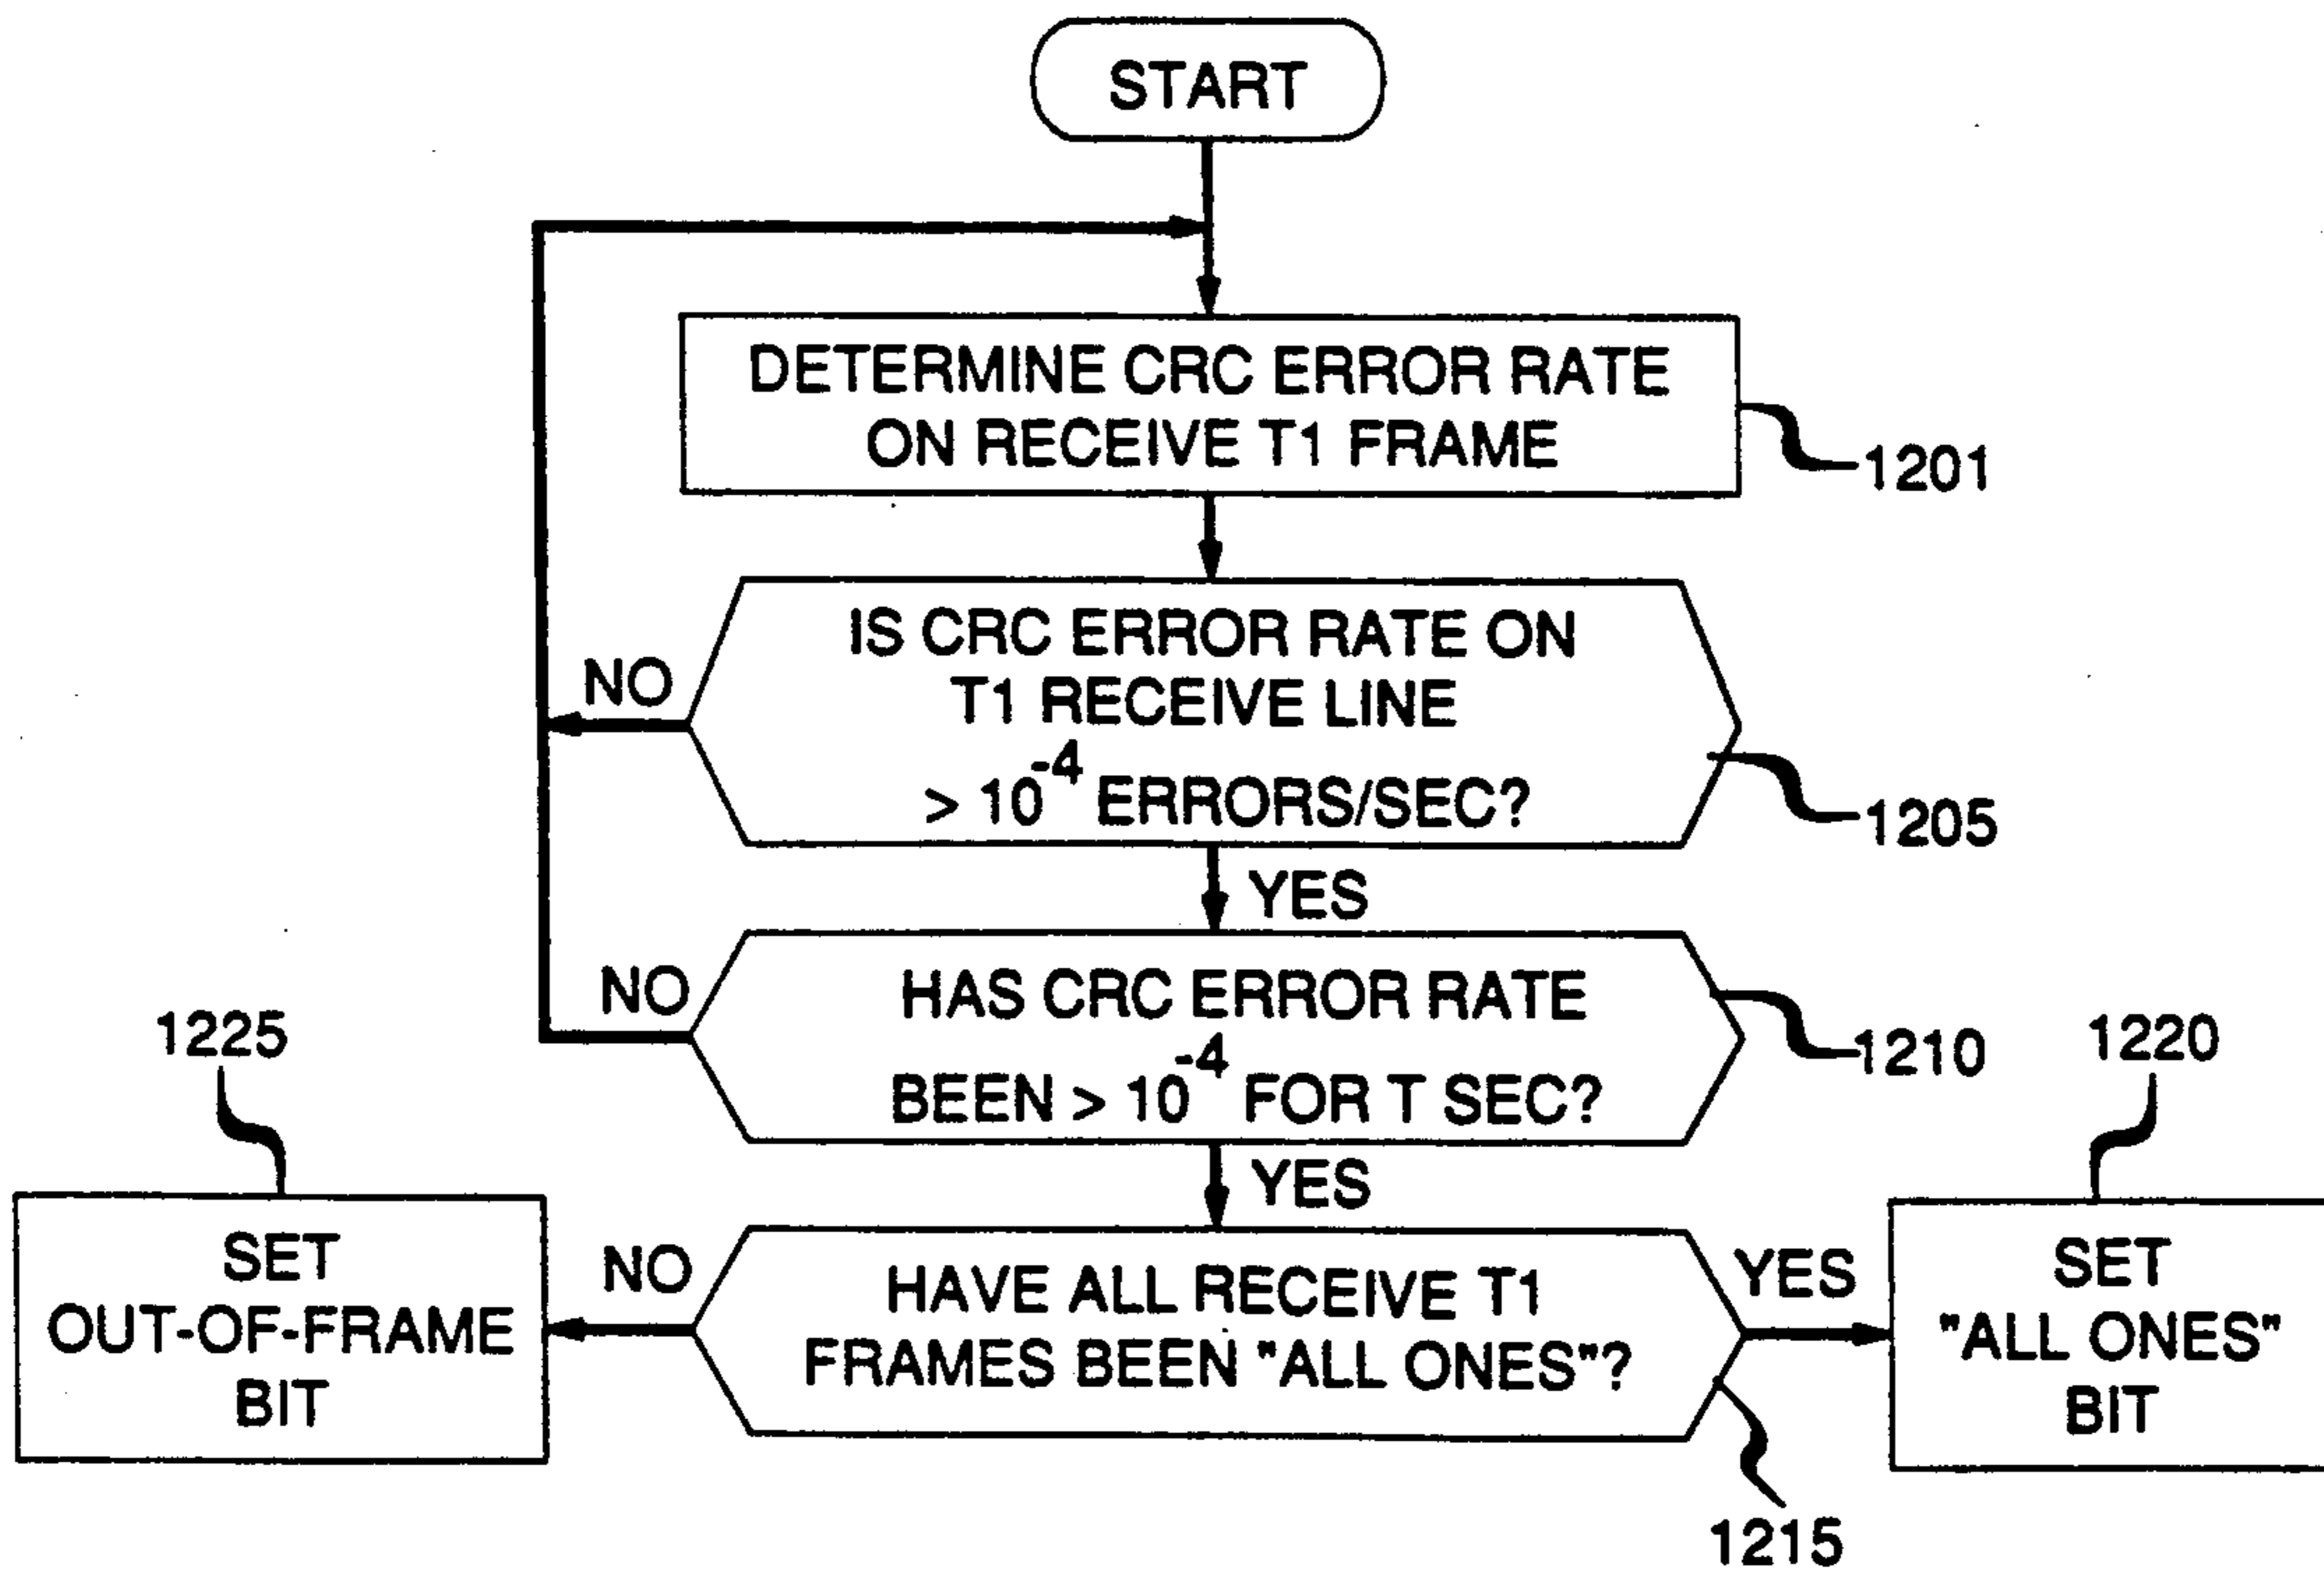 START
DETERMINE CRC ERROR RATE
ON RECEIVE T1 FRAME
1201
IS CRC ERROR RATE ON
T1 RECEIVE LINE
> 10⁻⁴ ERRORS/SEC?
NO
1205
YES
HAS CRC ERROR RATE
BEEN > 10⁻⁴ FOR T SEC?
NO
1210
YES
1225
SET
OUT-OF-FRAME
BIT
NO
HAVE ALL RECEIVE T1
FRAMES BEEN "ALL ONES"?
YES
1215
1220
SET
"ALL ONES"
BIT